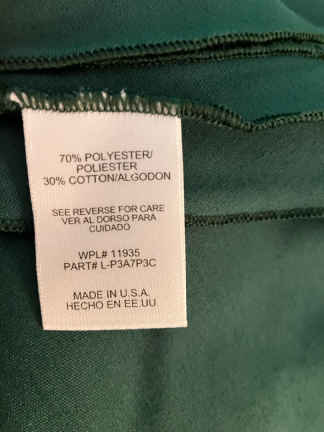 70% POLYESTER/
POLIESTER
30% COTTON/ALGODON
SEE REVERSE FOR CARE
VER AL DORSO PARA
CUIDADO
WPL# 11935
PART# L-P3A7P3C
MADE IN U.S.A.
HECHO EN EE.UU.